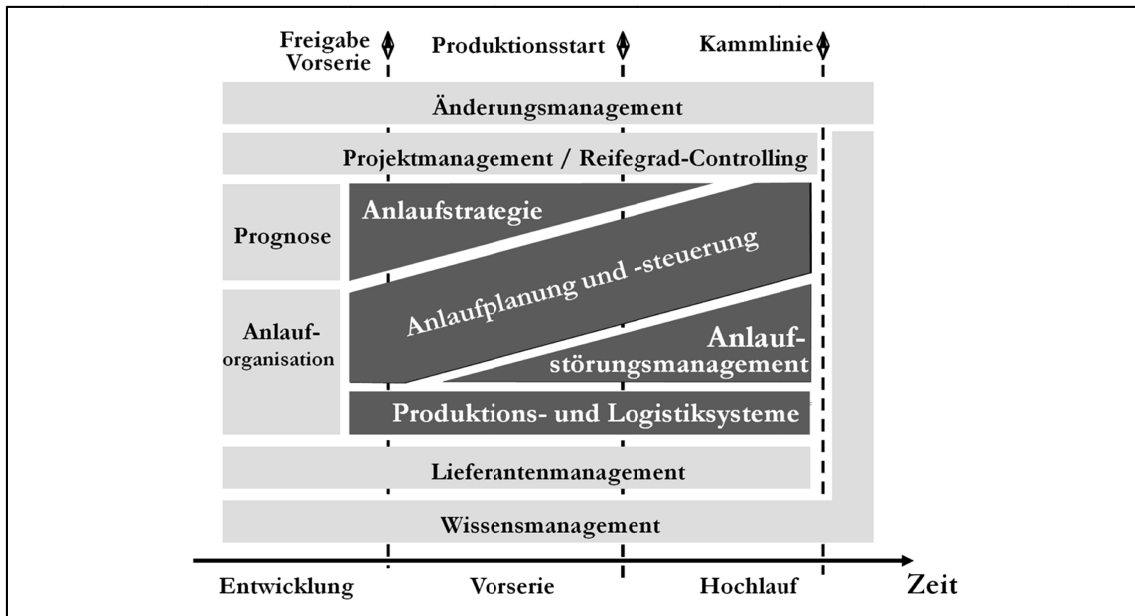 Freigabe
Vorserie
Produktionsstart
Kammlinie
Änderungsmanagement
Projektmanagement / Reifegrad-Controlling
Prognose
Anlaufstrategie
Anlaufplanung und -steuerung
Anlauf-
organisation
Anlauf-
störungsmanagement
Produktions- und Logistiksysteme
Lieferantenmanagement
Wissensmanagement
Entwicklung
Vorserie
Hochlauf
Zeit